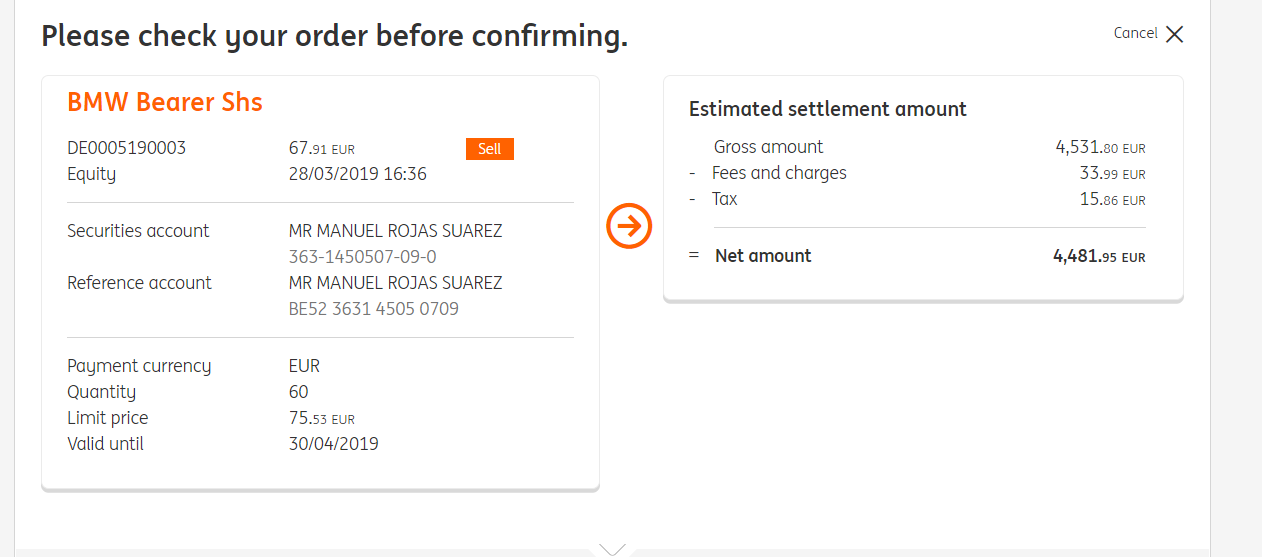 Please check your order before confirming.
Cancel
BMW Bearer Shs
DE0005190003 67.91 EUR Sell
Equity 28/03/2019 16:36
Securities account MR MANUEL ROJAS SUAREZ
363-1450507-09-0
Reference account MR MANUEL ROJAS SUAREZ
BE52 3631 4505 0709
Payment currency EUR
Quantity 60
Limit price 75.53 EUR
Valid until 30/04/2019
Estimated settlement amount
Gross amount 4,531.80 EUR
- Fees and charges 33.99 EUR
- Tax 15.86 EUR
= Net amount 4,481.95 EUR